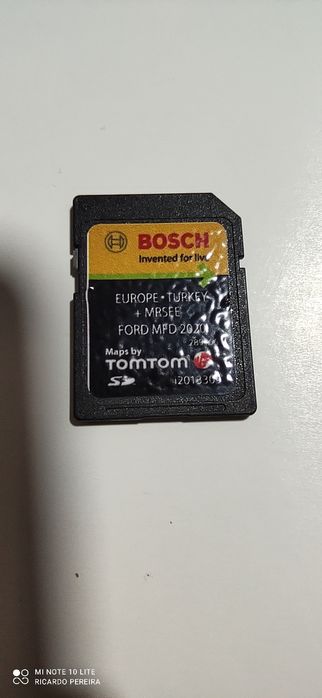 BOSCH
Invented for
EUROPE • TURKEY
+ MRSEE
FORD MFD 2020
Maps by
TOMTOM
SD
MI NOTE 10 LITE
RICARDO PEREIRA